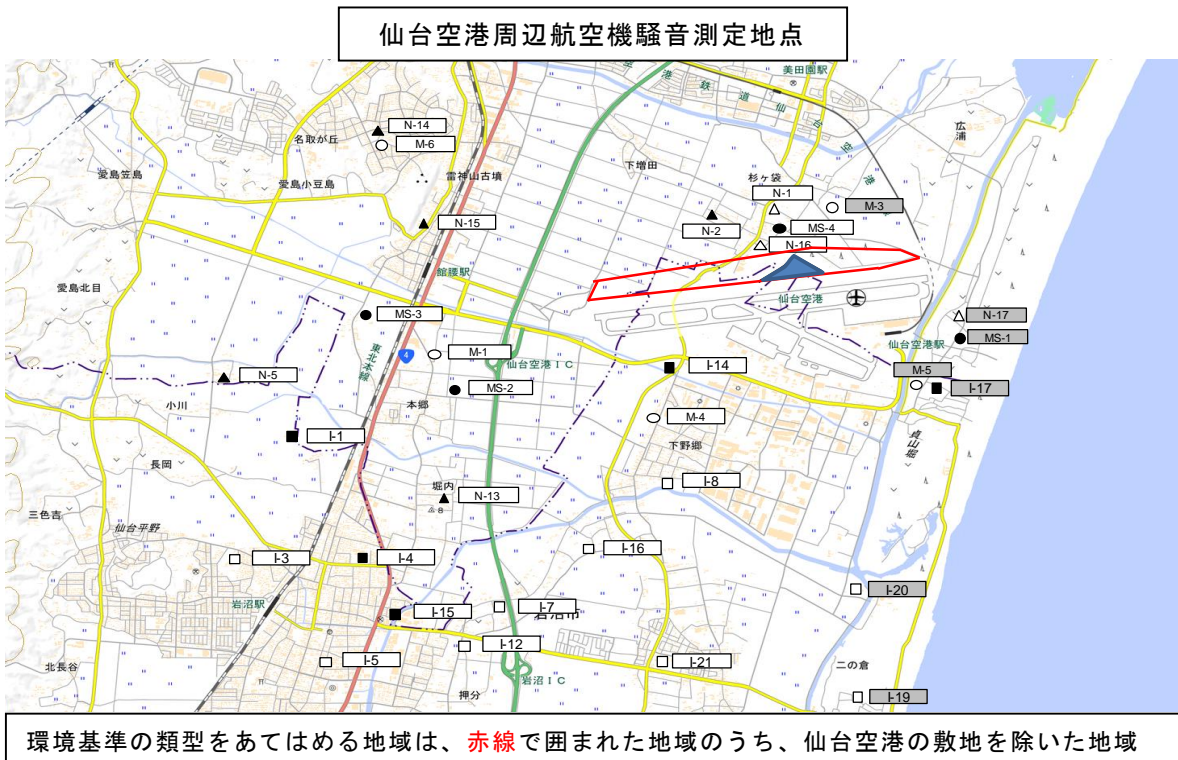 仙台空港周辺航空機騒音測定地点
美田園駅
空港鉄道仙台空港線
広浦
名取が丘
N-14
M-6
下増田
愛島笠島
愛島小豆島
雷神山古墳
杉ヶ袋
N-1
M-3
N-15
N-2
MS-4
N-16
館腰駅
愛島北目
仙台空港
MS-3
N-17
東北本線
4
M-1
仙台空港IC
仙台空港駅
MS-1
N-5
MS-2
I-14
M-5
I-17
小川
本郷
M-4
I-1
下野郷
貞山堀
長岡
堀内
I-8
N-13
8
三色吉
仙台平野
I-16
I-3
I-4
I-20
岩沼駅
I-15
I-7
岩沼市
I-12
北長谷
I-5
I-21
二の倉
岩沼IC
押分
I-19
環境基準の類型をあてはめる地域は、赤線で囲まれた地域のうち、仙台空港の敷地を除いた地域